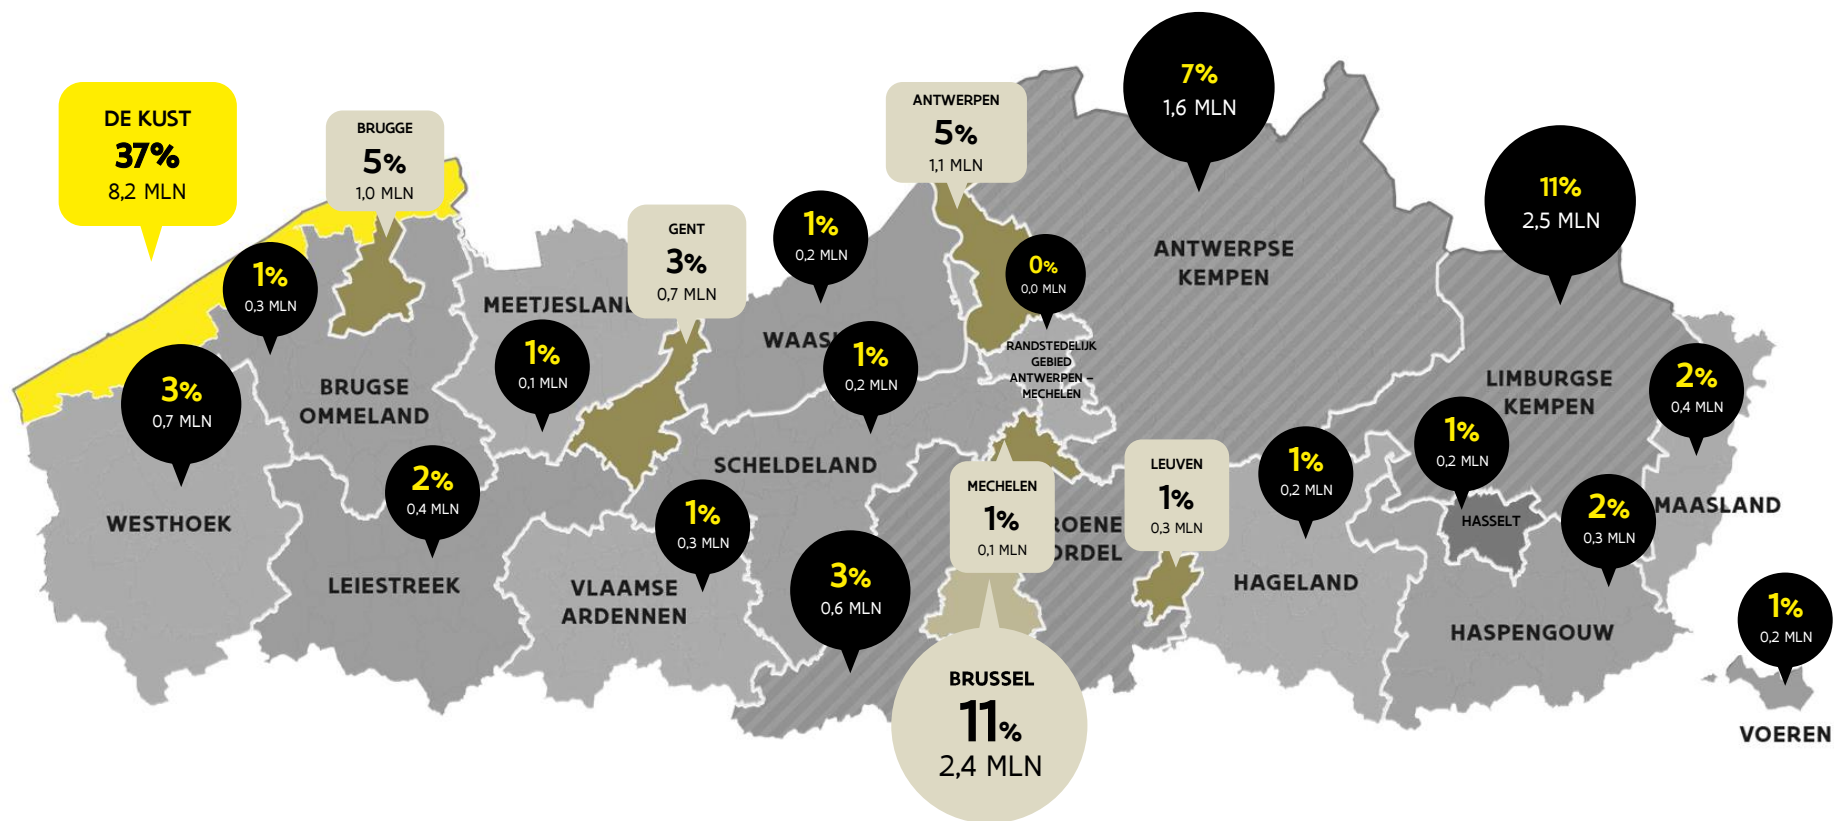 DE KUST
37%
8,2 MLN
BRUGGE
5%
1,0 MLN
GENT
3%
0,7 MLN
ANTWERPEN
5%
1,1 MLN
7%
1,6 MLN
11%
2,5 MLN
1%
0,3 MLN
1%
0,2 MLN
0%
0,0 MLN
ANTWERPSE
KEMPEN
MEETJESLAN
WAAS
1%
0,1 MLN
1%
0,2 MLN
RANDSTEDELIJK
GEBIED
ANTWERPEN –
MECHELEN
3%
0,7 MLN
BRUGSE
OMMELAND
LIMBURGSE
KEMPEN
2%
0,4 MLN
1%
0,2 MLN
2%
0,4 MLN
SCHELDELAND
MECHELEN
1%
0,1 MLN
LEUVEN
1%
0,3 MLN
1%
0,2 MLN
HASSELT
2%
0,3 MLN
MAASLAND
WESTHOEK
1%
0,3 MLN
ROENE
ORDEL
LEIESTREEK
VLAAMSE
ARDENNEN
3%
0,6 MLN
HAGELAND
HASPENGOUW
1%
0,2 MLN
BRUSSEL
11%
2,4 MLN
VOEREN